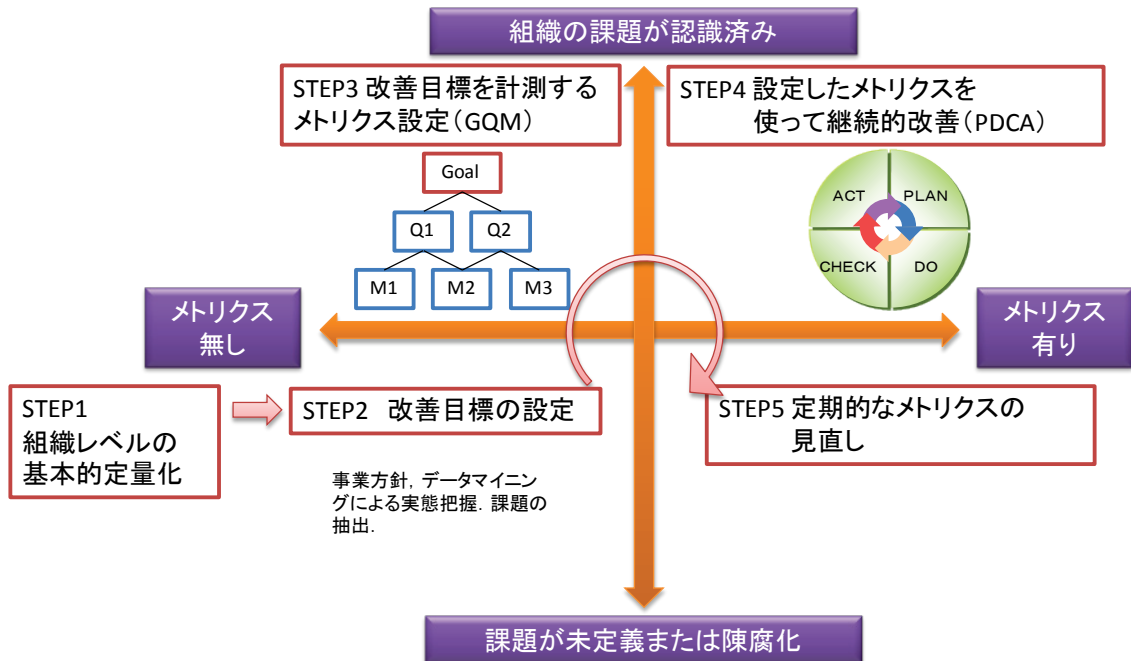 組織の課題が認識済み
STEP3 改善目標を計測する
メトリクス設定（GQM）
STEP4 設定したメトリクスを
使って継続的改善（PDCA）
Goal
Q1
Q2
M1
M2
M3
ACT
PLAN
CHECK
DO
メトリクス
無し
メトリクス
有り
STEP1
組織レベルの
基本的定量化
STEP2 改善目標の設定
STEP5 定期的なメトリクスの
見直し
事業方針，データマイニン
グによる実態把握．課題の
抽出．
課題が未定義または陳腐化